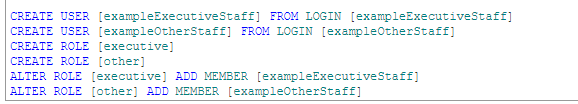 CREATE USER [exampleExecutiveStaff] FROM LOGIN [exampleExecutiveStaff]
CREATE USER [exampleOtherStaff] FROM LOGIN [exampleOtherStaff]
CREATE ROLE [executive]
CREATE ROLE [other]
ALTER ROLE [executive] ADD MEMBER [exampleExecutiveStaff]
ALTER ROLE [other] ADD MEMBER [exampleOtherStaff]